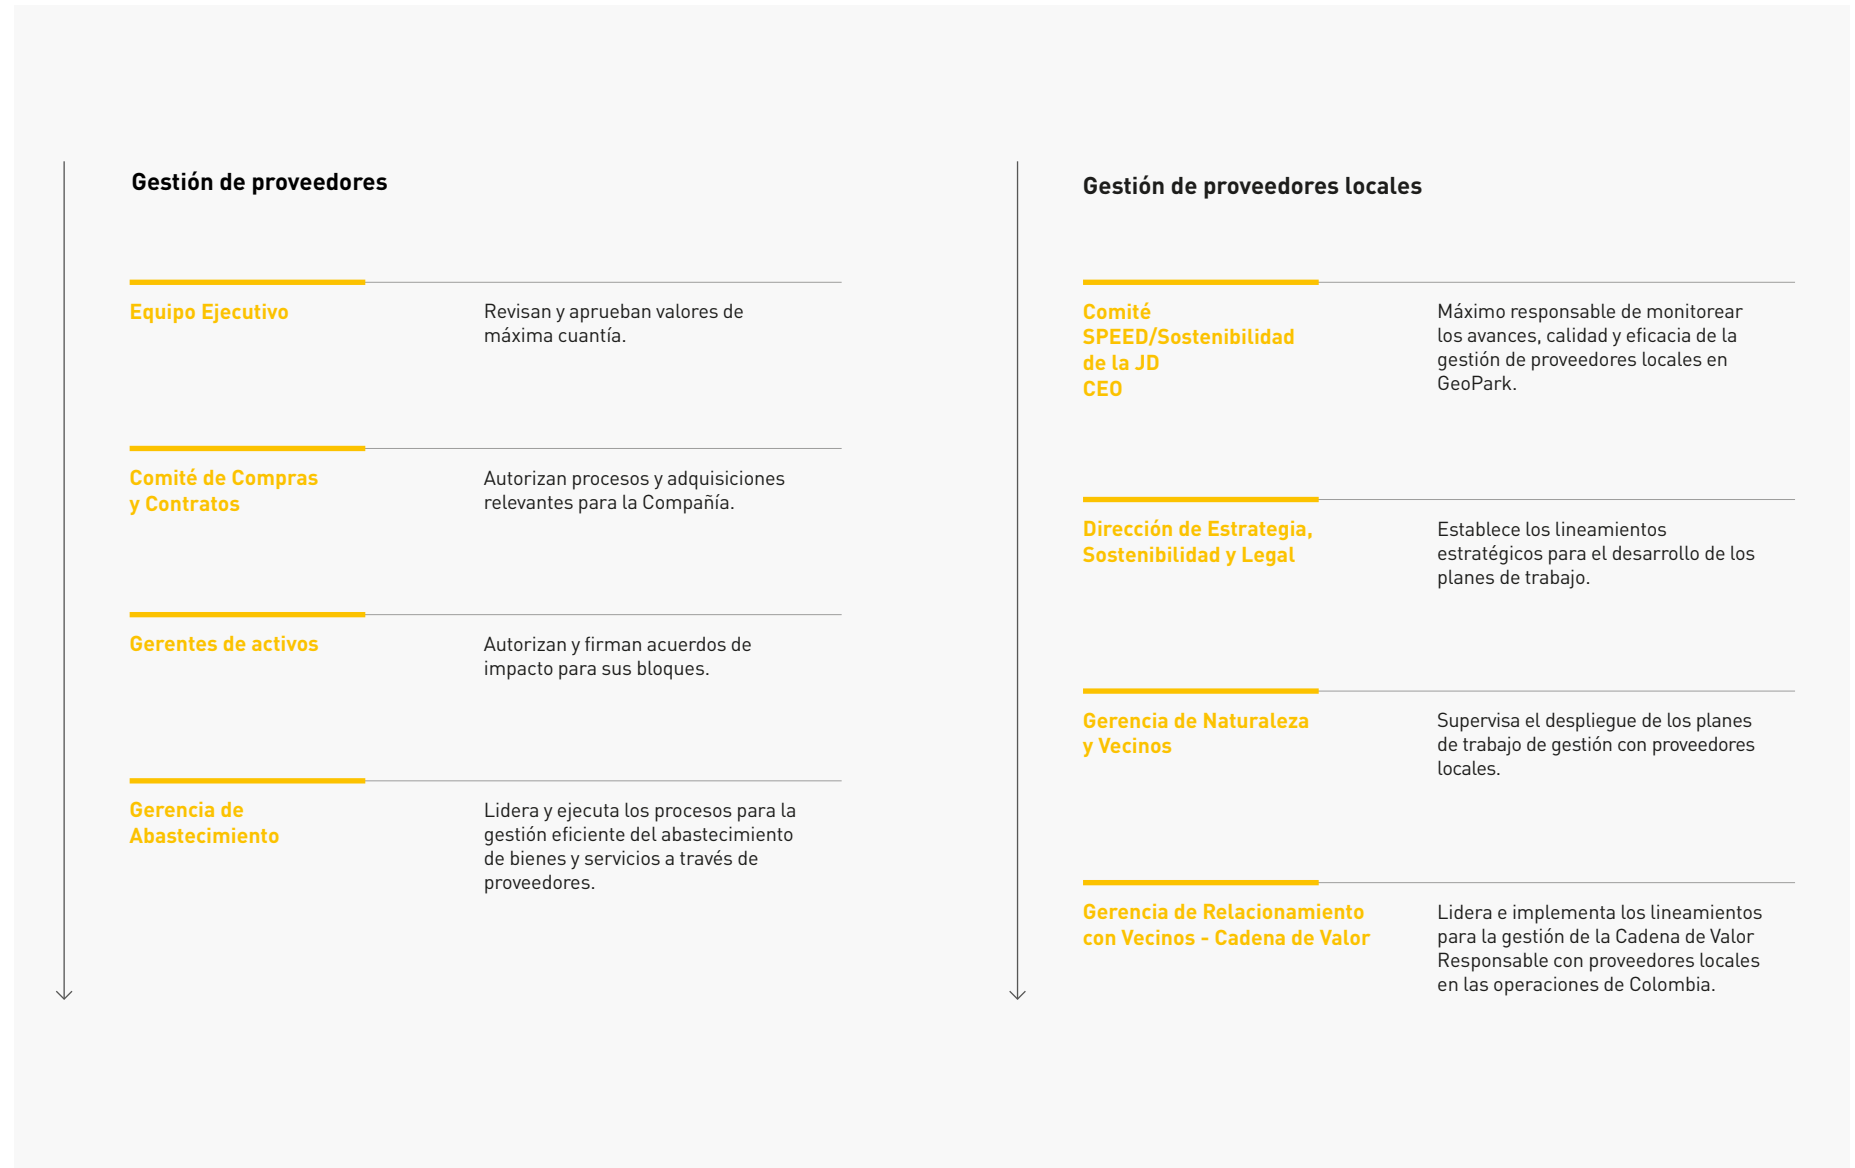 Gestión de proveedores
Equipo Ejecutivo
Revisan y aprueban valores de
máxima cuantía.
Comité de Compras
y Contratos
Autorizan procesos y adquisiciones
relevantes para la Compañía.
Gerentes de activos
Autorizan y firman acuerdos de
impacto para sus bloques.
Gerencia de
Abastecimiento
Lidera y ejecuta los procesos para la
gestión eficiente del abastecimiento
de bienes y servicios a través de
proveedores.
Gestión de proveedores locales
Comité
SPEED/Sostenibilidad
de la JD
CEO
Máximo responsable de monitorear
los avances, calidad y eficacia de la
gestión de proveedores locales en
GeoPark.
Dirección de Estrategia,
Sostenibilidad y Legal
Establece los lineamientos
estratégicos para el desarrollo de los
planes de trabajo.
Gerencia de Naturaleza
y Vecinos
Supervisa el despliegue de los planes
de trabajo de gestión con proveedores
locales.
Gerencia de Relacionamiento
con Vecinos - Cadena de Valor
Lidera e implementa los lineamientos
para la gestión de la Cadena de Valor
Responsable con proveedores locales
en las operaciones de Colombia.